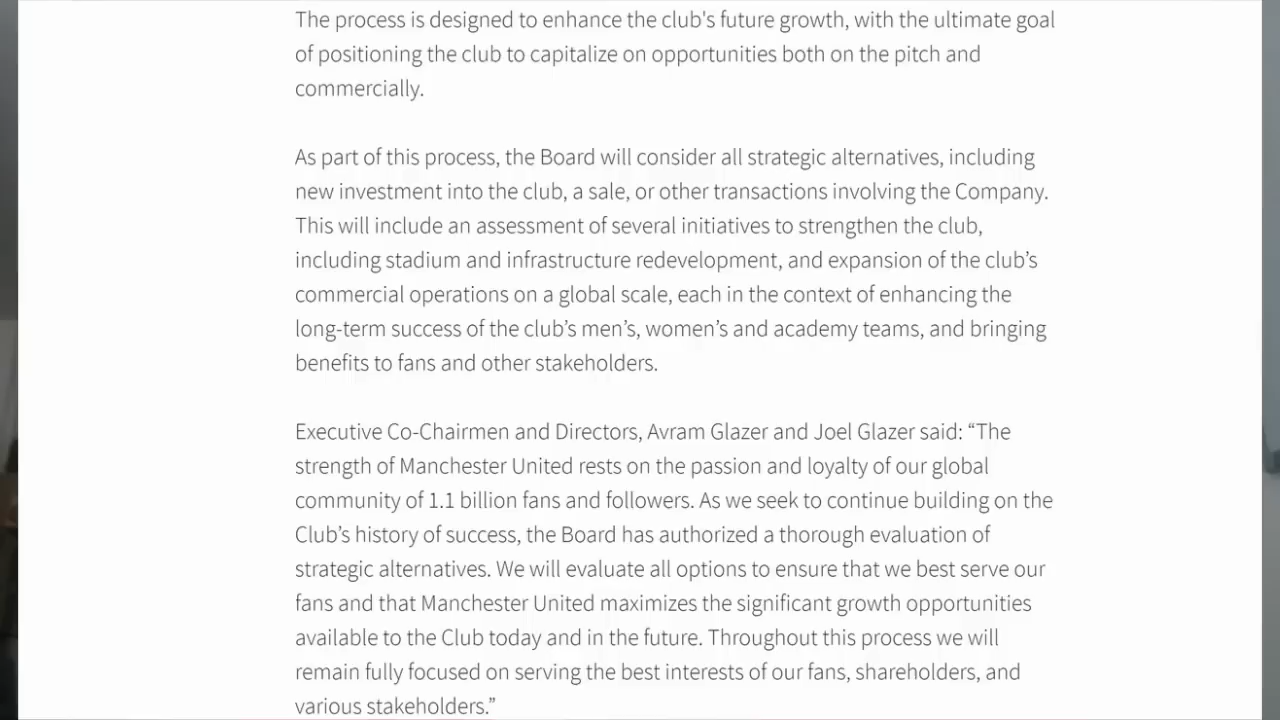 The process is designed to enhance the club's future growth, with the ultimate goal
of positioning the club to capitalize on opportunities both on the pitch and
commercially.
As part of this process, the Board will consider all strategic alternatives, including
new investment into the club, a sale, or other transactions involving the Company.
This will include an assessment of several initiatives to strengthen the club,
including stadium and infrastructure redevelopment, and expansion of the club’s
commercial operations on a global scale, each in the context of enhancing the
long-term success of the club’s men’s, women’s and academy teams, and bringing
benefits to fans and other stakeholders.
Executive Co-Chairmen and Directors, Avram Glazer and Joel Glazer said: “The
strength of Manchester United rests on the passion and loyalty of our global
community of 1.1 billion fans and followers. As we seek to continue building on the
Club’s history of success, the Board has authorized a thorough evaluation of
strategic alternatives. We will evaluate all options to ensure that we best serve our
fans and that Manchester United maximizes the significant growth opportunities
available to the Club today and in the future. Throughout this process we will
remain fully focused on serving the best interests of our fans, shareholders, and
various stakeholders.”